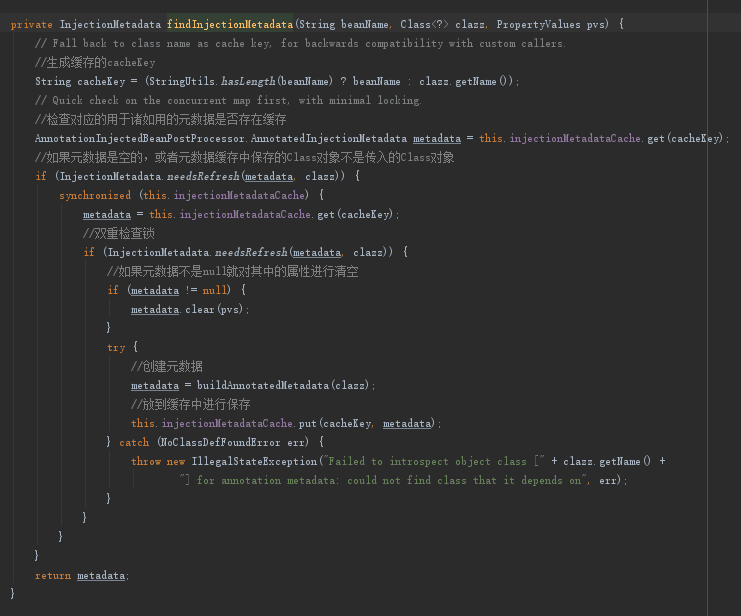 private InjectionMetadata findInjectionMetadata(String beanName, Class<?> clazz, PropertyValues pvs) {
// Fall back to class name as cache key, for backwards compatibility with custom callers.
//生成缓存的cacheKey
String cacheKey = (StringUtils.hasLength(beanName) ? beanName : clazz.getName());
// Quick check on the concurrent map first, with minimal locking.
//检查对应的用于诸如用的元数据是否存在缓存
AnnotationInjectedBeanPostProcessor.AnnotatedInjectionMetadata metadata = this.injectionMetadataCache.get(cacheKey);
//如果元数据是空的，或者元数据缓存中保存的Class对象不是传入的Class对象
if (InjectionMetadata.needsRefresh(metadata, clazz)) {
synchronized (this.injectionMetadataCache) {
metadata = this.injectionMetadataCache.get(cacheKey);
//双重检查锁
if (InjectionMetadata.needsRefresh(metadata, clazz)) {
//如果元数据不是null就对其中的属性进行清空
if (metadata != null) {
metadata.clear(pvs);
}
try {
//创建元数据
metadata = buildAnnotatedMetadata(clazz);
//放到缓存中进行保存
this.injectionMetadataCache.put(cacheKey, metadata);
} catch (NoClassDefFoundError err) {
throw new IllegalStateException("Failed to introspect object class [" + clazz.getName() +
"] for annotation metadata: could not find class that it depends on", err);
}
}
}
}
return metadata;
}